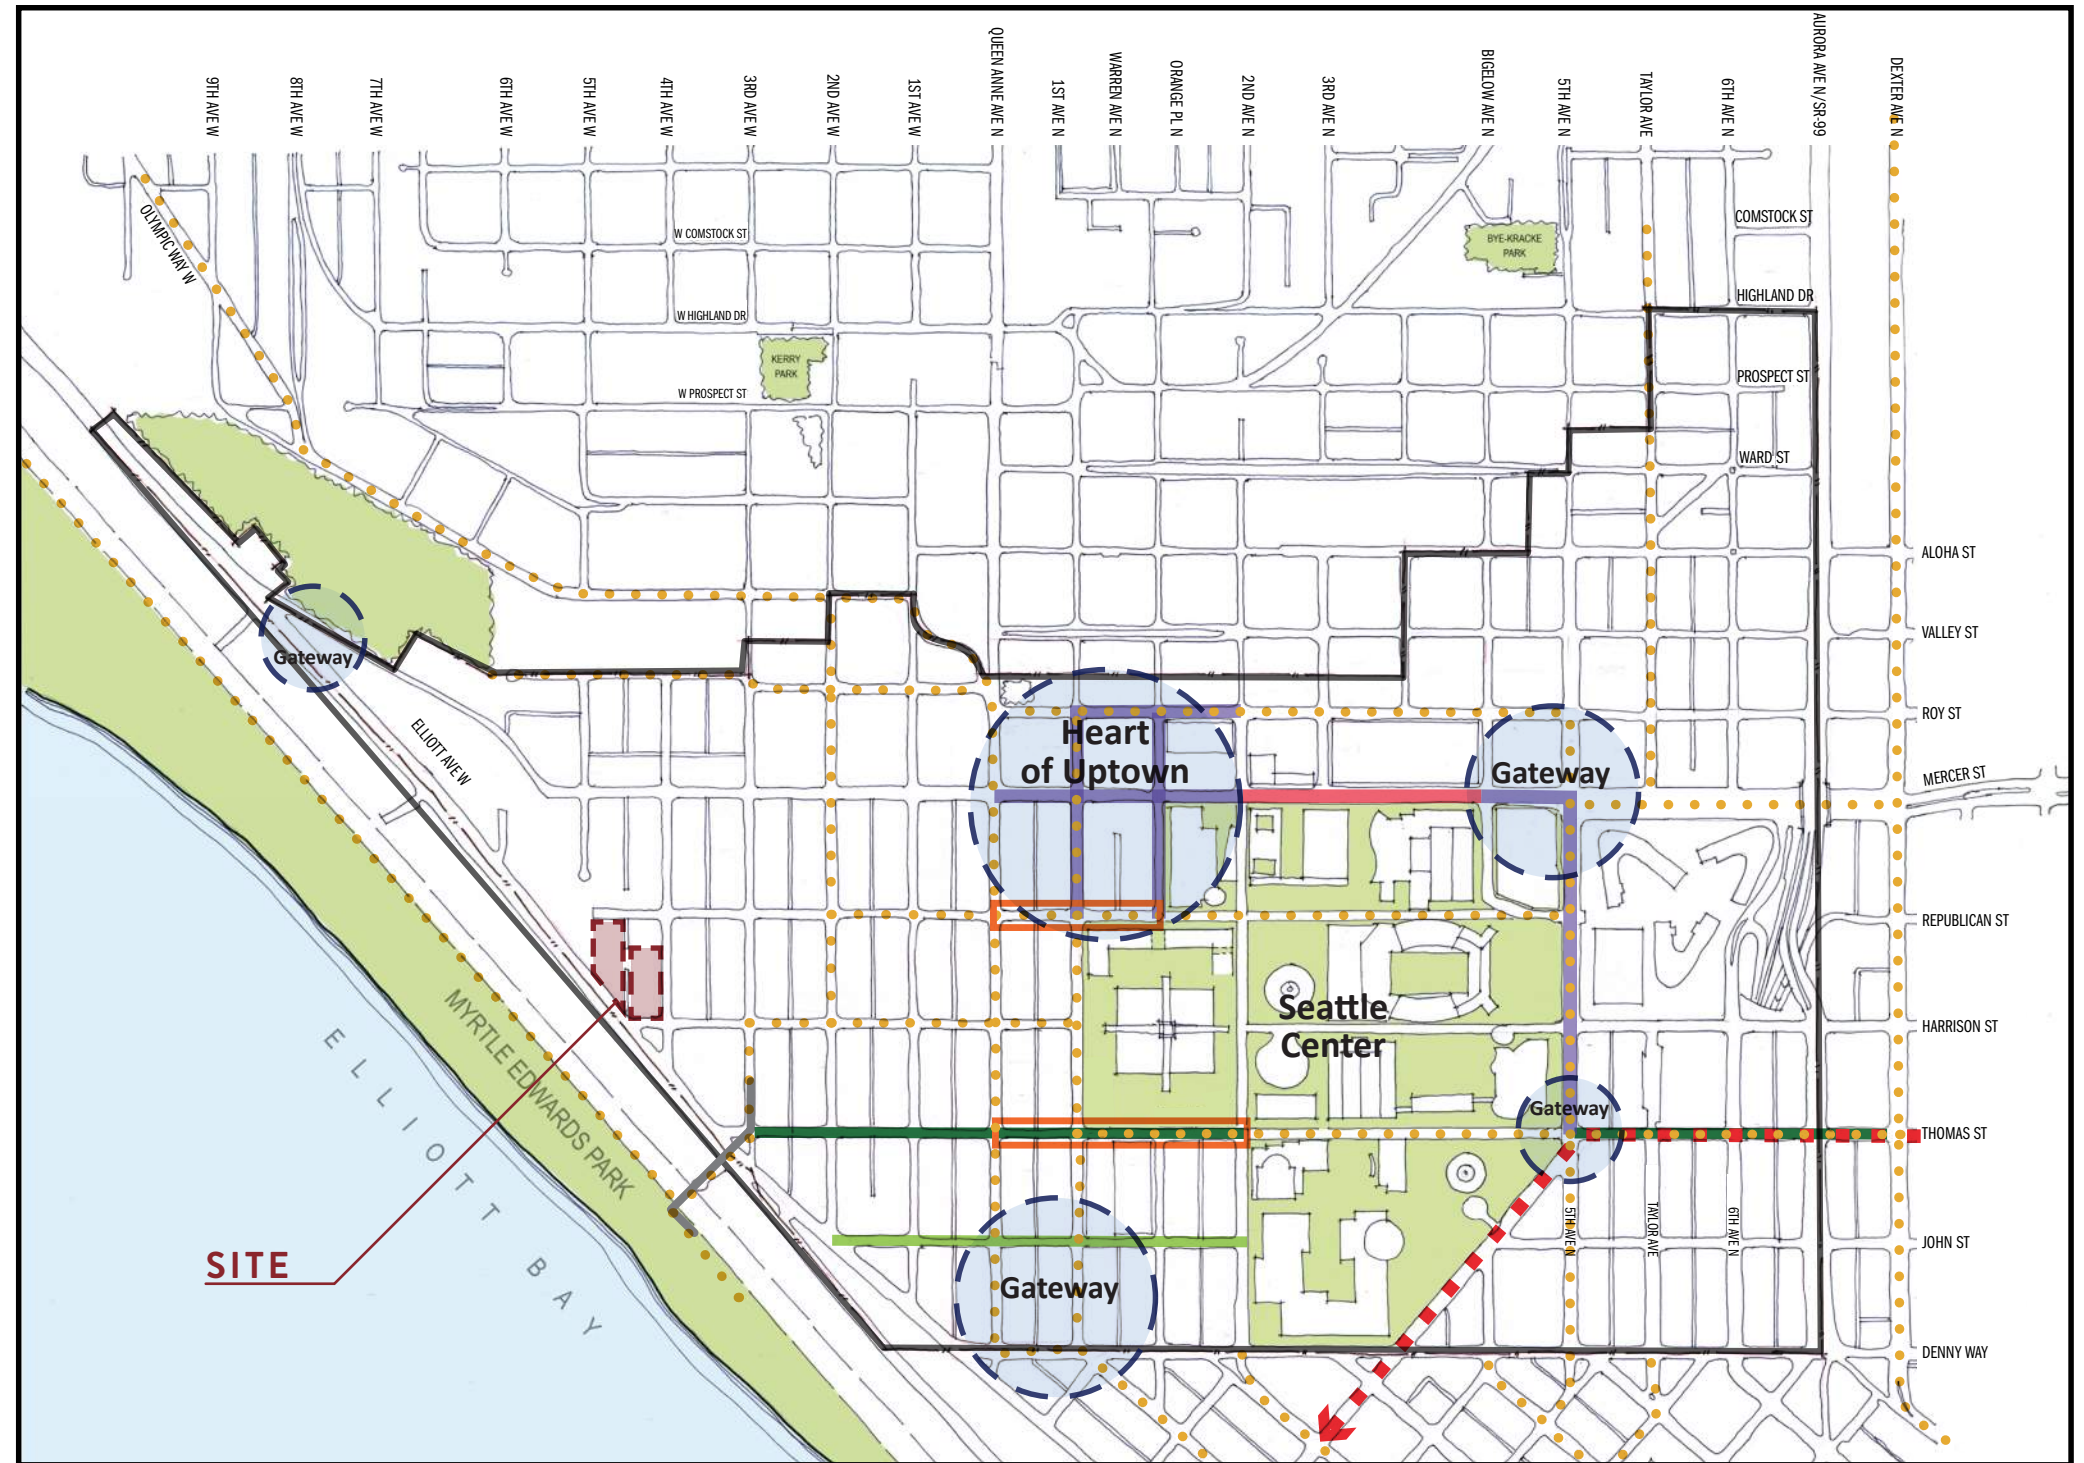 9TH AVE W
8TH AVE W
7TH AVE W
6TH AVE W
5TH AVE W
4TH AVE W
3RD AVE W
2ND AVE W
1ST AVE W
QUEEN ANNE AVE N
1ST AVE N
WARREN AVE N
ORANGE PL N
2ND AVE N
3RD AVE N
BIGELOW AVE N
5TH AVE N
TAYLOR AVE
6TH AVE N
AURORA AVE N/SR-99
DEXTER AVE N
OLYMPIC WAY W
W COMSTOCK ST
COMSTOCK ST
BYE-KRACKE
PARK
W HIGHLAND DR
HIGHLAND DR
KERRY
PARK
W PROSPECT ST
PROSPECT ST
WARD ST
ALOHA ST
VALLEY ST
Gateway
ELLIOTT AVE W
ROY ST
Heart
of Uptown
Gateway
MERCER ST
REPUBLICAN ST
MYRTLE EDWARDS PARK
ELLIOTT BAY
Seattle
Center
HARRISON ST
Gateway
THOMAS ST
5TH AVE N
TAYLOR AVE
6TH AVE N
JOHN ST
SITE
Gateway
DENNY WAY